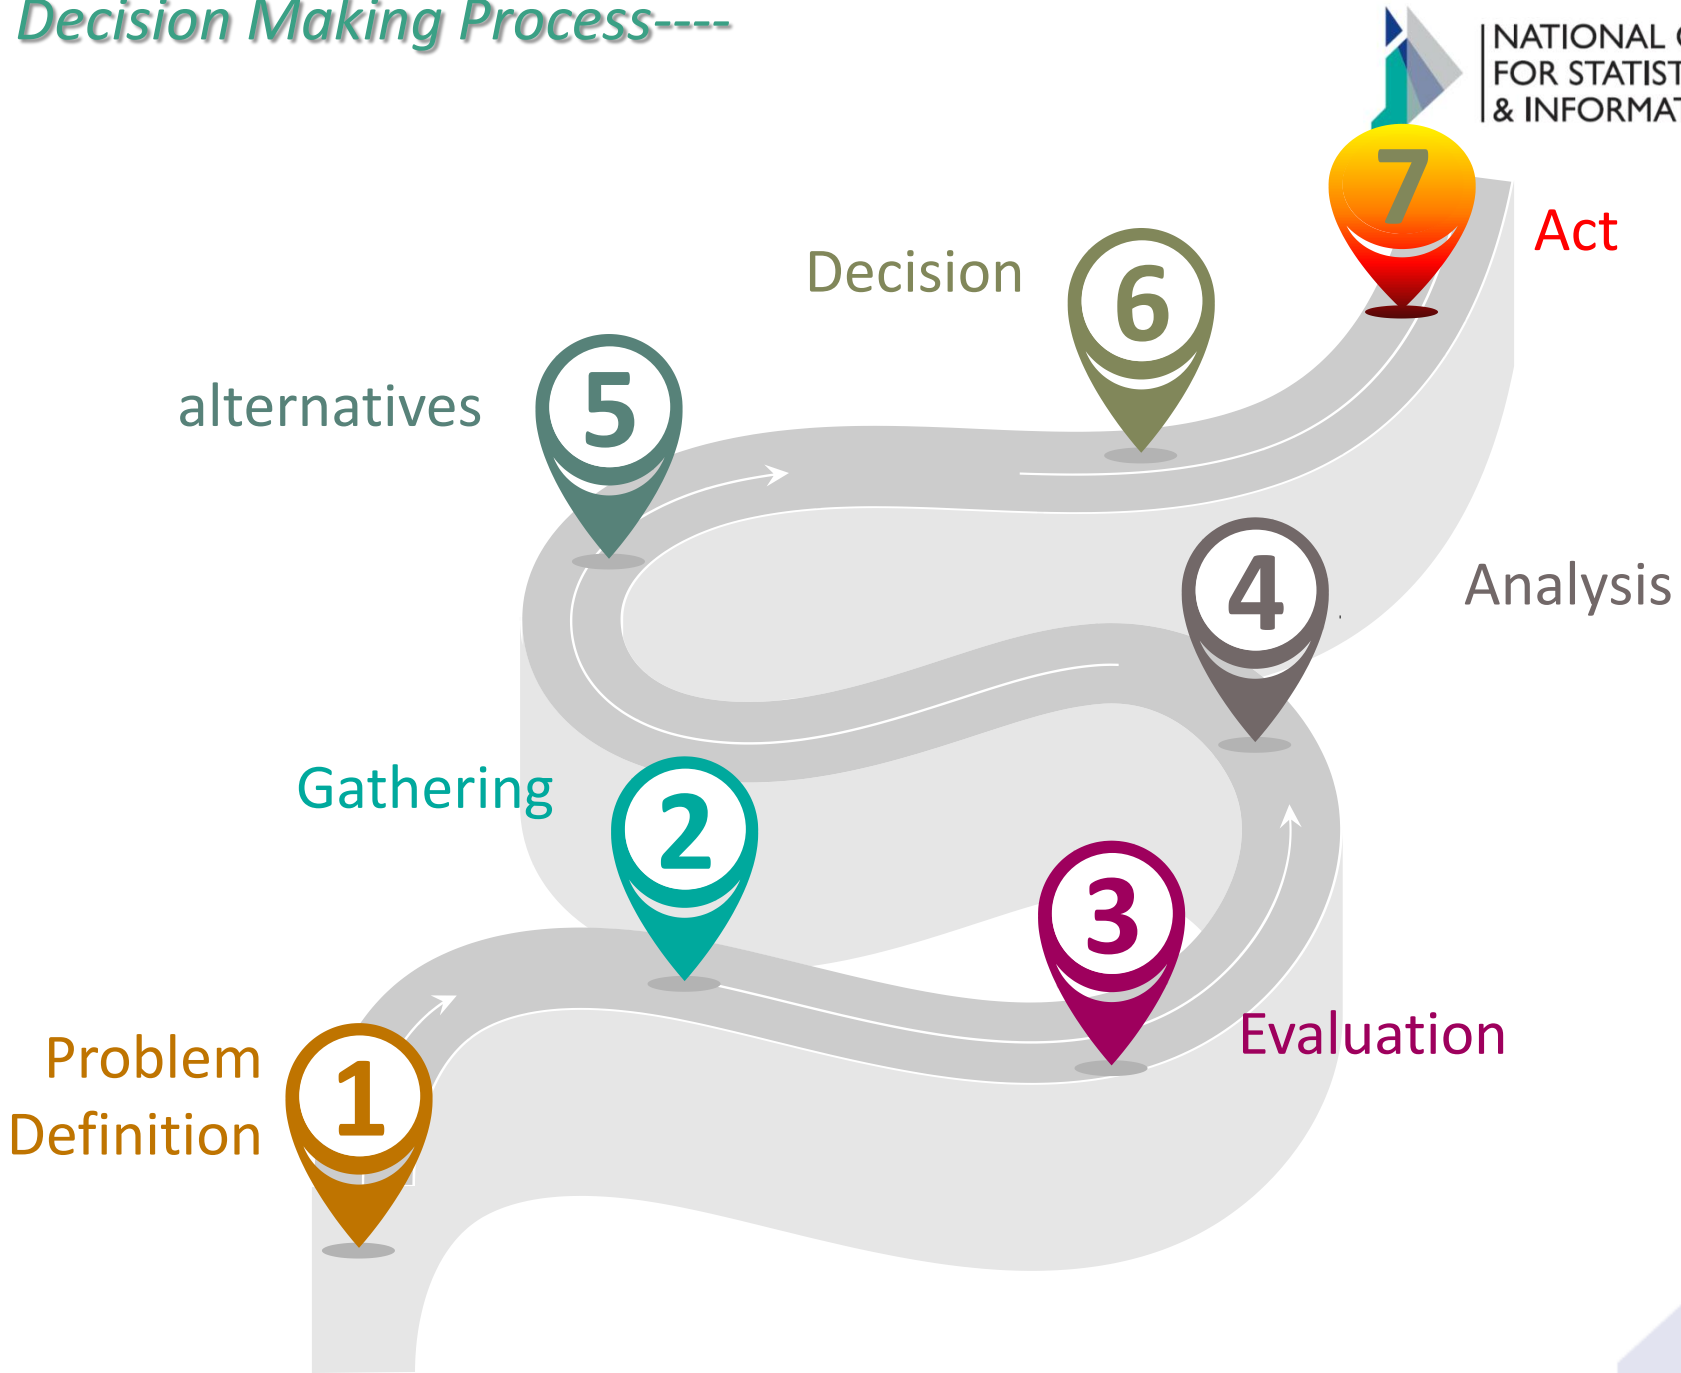 Decision Making Process----
NATIONAL
FOR STATIST
& INFORMAT
7
Act
Decision
6
alternatives
5
4
Analysis
Gathering
2
3
Evaluation
Problem
Definition
1